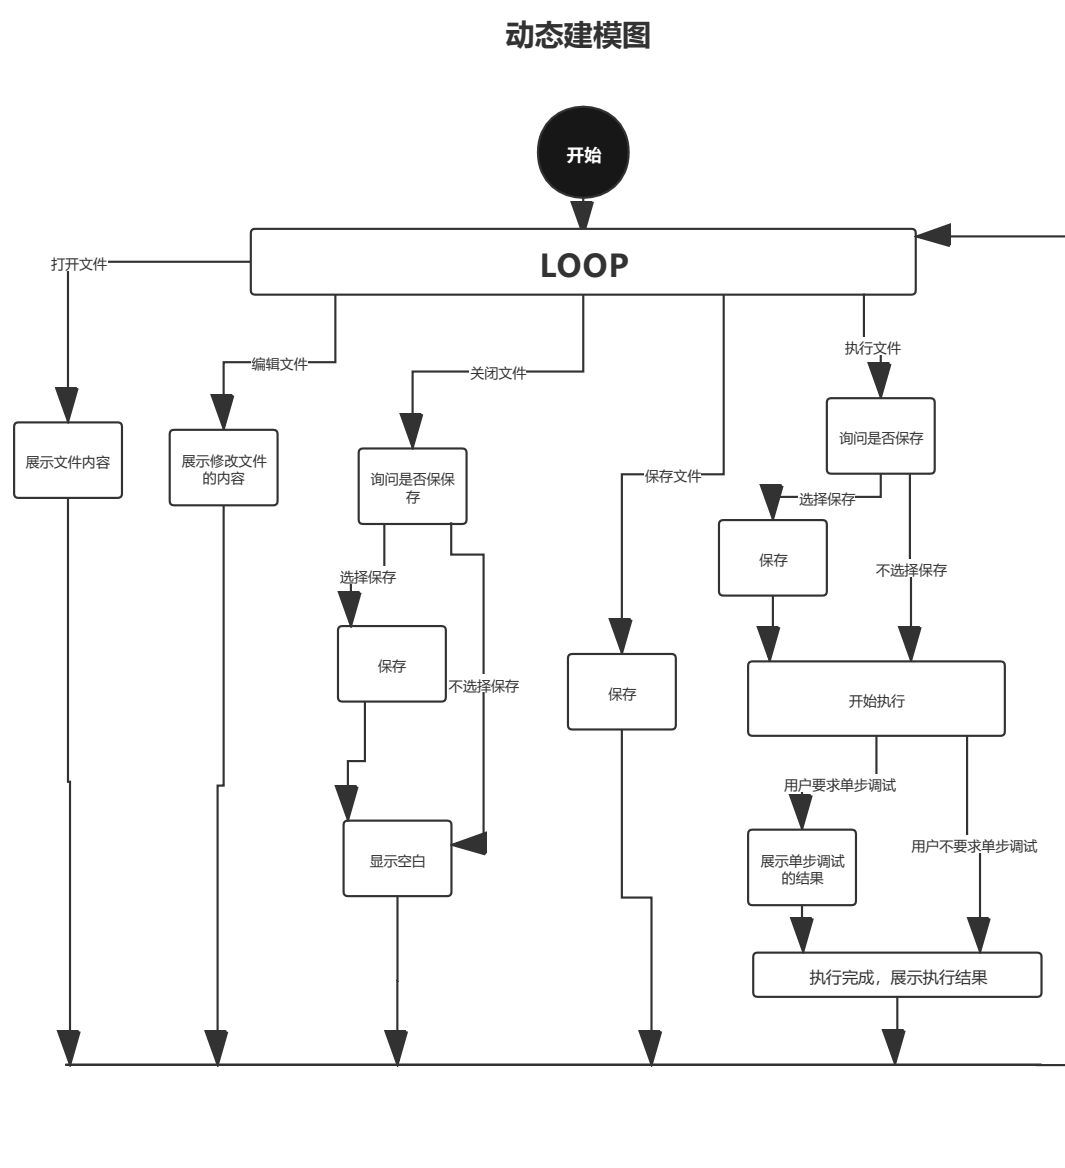 动态建模图
开始
LOOP
打开文件
编辑文件
关闭文件
保存文件
执行文件
展示文件内容
展示修改文件
的内容
询问是否保保
存
询问是否保存
选择保存
保存
不选择保存
选择保存
保存
不选择保存
显示空白
保存
开始执行
用户要求单步调试
用户不要求单步调试
展示单步调试
的结果
执行完成，展示执行结果